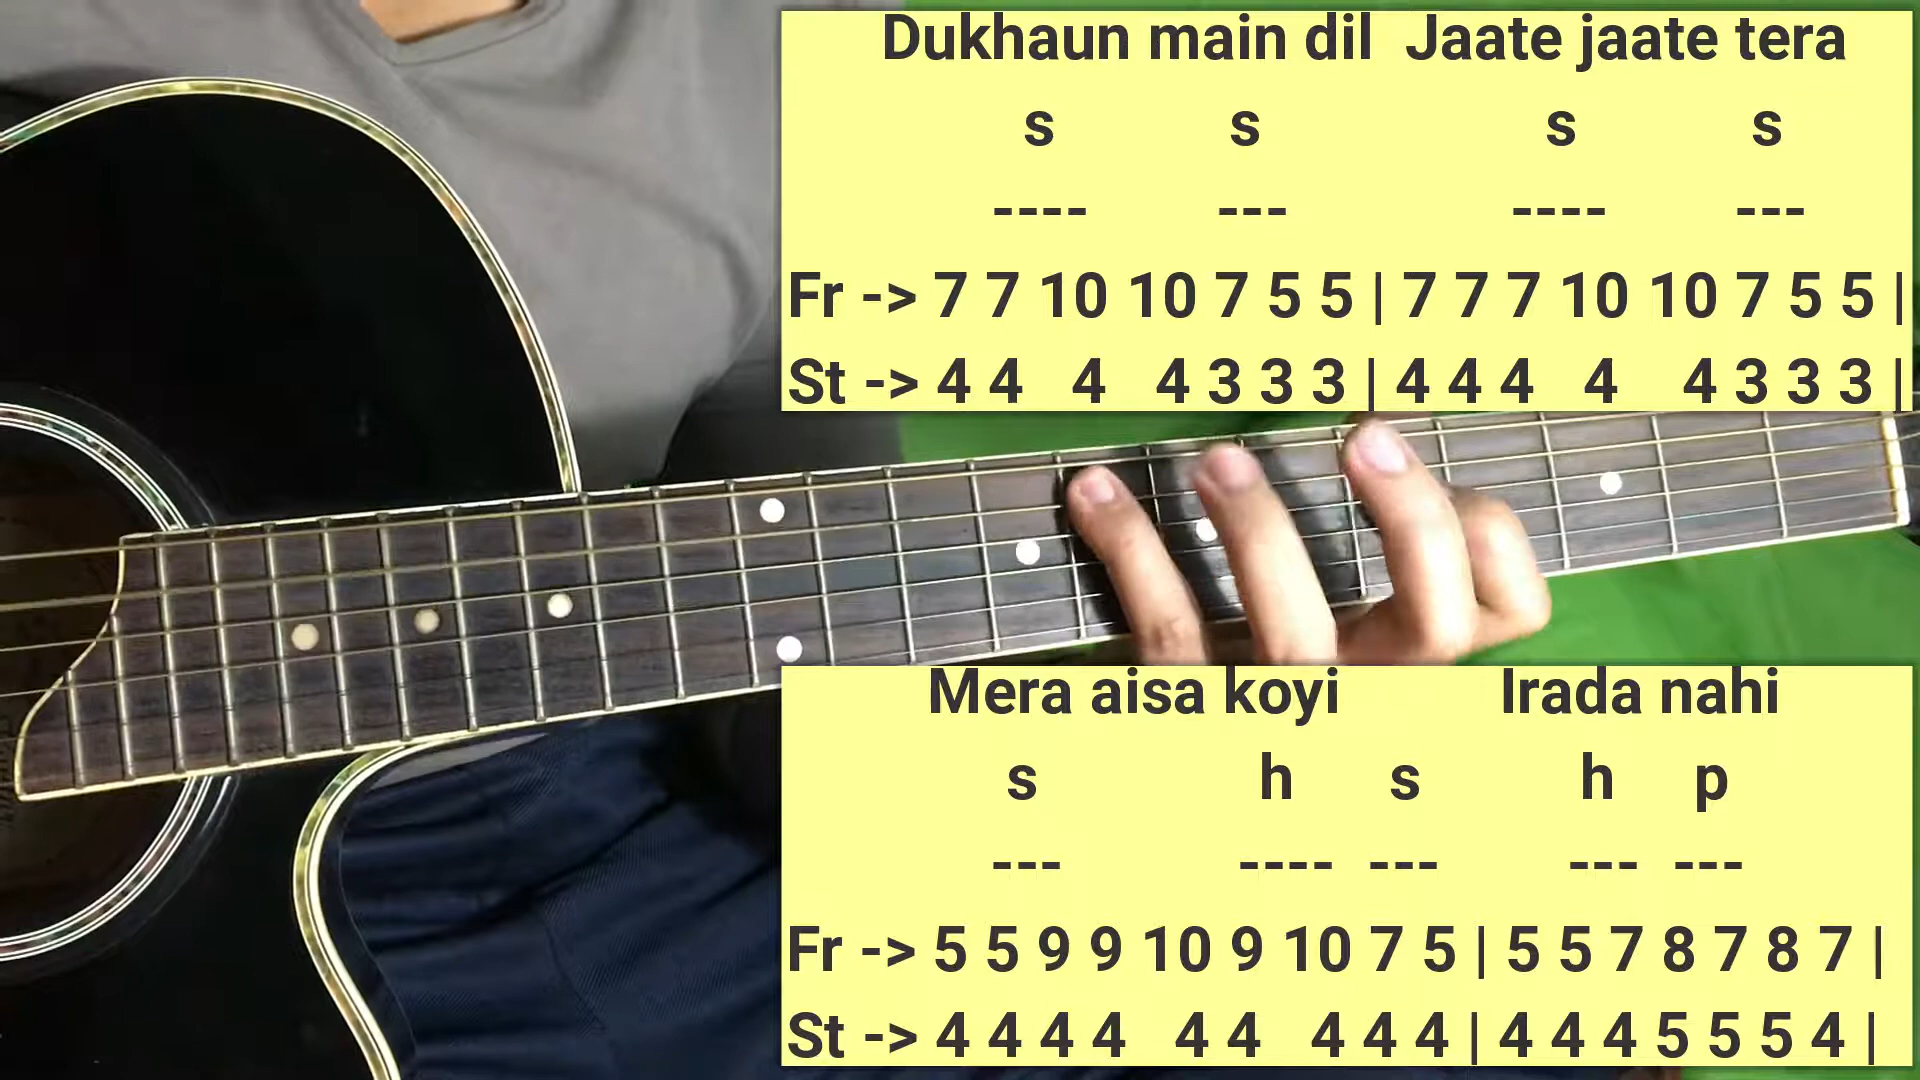 Dukhaun main dil Jaate jaate tera
s s s s
---- --- ---- ---
Fr -> 7 7 10 10 7 5 5 | 7 7 7 10 10 7 5 5 |
St -> 4 4 4 4 3 3 3 | 4 4 4 4 4 3 3 3 |
Mera aisa koyi Irada nahi
s h s h p
--- ---- --- --- ---
Fr -> 5 5 9 9 10 9 10 7 5 | 5 5 7 8 7 8 7 |
St -> 4 4 4 4 4 4 4 4 4 | 4 4 4 5 5 5 4 |